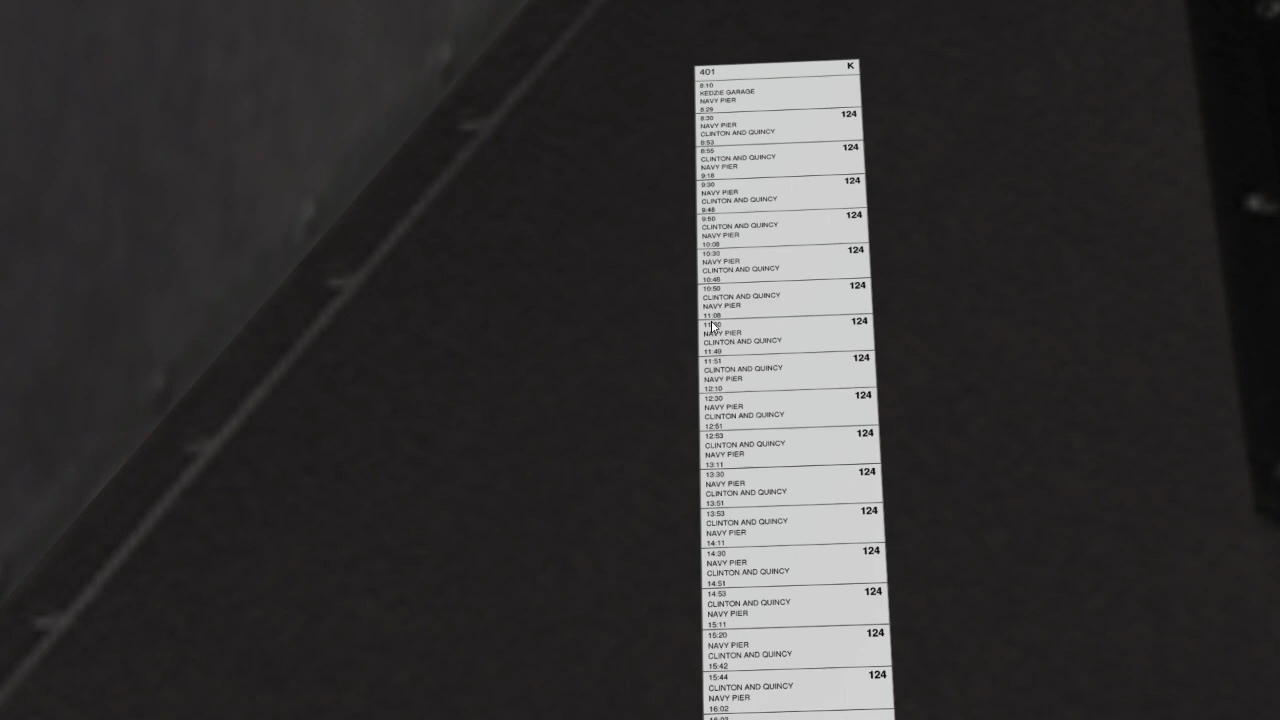 401 K
8:10
KEDZIE GARAGE
NAVY PIER
8:29
8:30 124
NAVY PIER
CLINTON AND QUINCY
8:53
8:55 124
CLINTON AND QUINCY
NAVY PIER
9:18
9:30 124
NAVY PIER
CLINTON AND QUINCY
9:48
9:50 124
CLINTON AND QUINCY
NAVY PIER
10:08
10:30 124
NAVY PIER
CLINTON AND QUINCY
10:48
10:50 124
CLINTON AND QUINCY
NAVY PIER
11:08
124
NAVY PIER
CLINTON AND QUINCY
11:49
11:51 124
CLINTON AND QUINCY
NAVY PIER
12:10
12:30 124
NAVY PIER
CLINTON AND QUINCY
12:51
12:53 124
CLINTON AND QUINCY
NAVY PIER
13:11
13:30 124
NAVY PIER
CLINTON AND QUINCY
13:51
13:53 124
CLINTON AND QUINCY
NAVY PIER
14:11
14:30 124
NAVY PIER
CLINTON AND QUINCY
14:51
14:53 124
CLINTON AND QUINCY
NAVY PIER
15:11
15:20 124
NAVY PIER
CLINTON AND QUINCY
15:42
15:44 124
CLINTON AND QUINCY
NAVY PIER
16:02